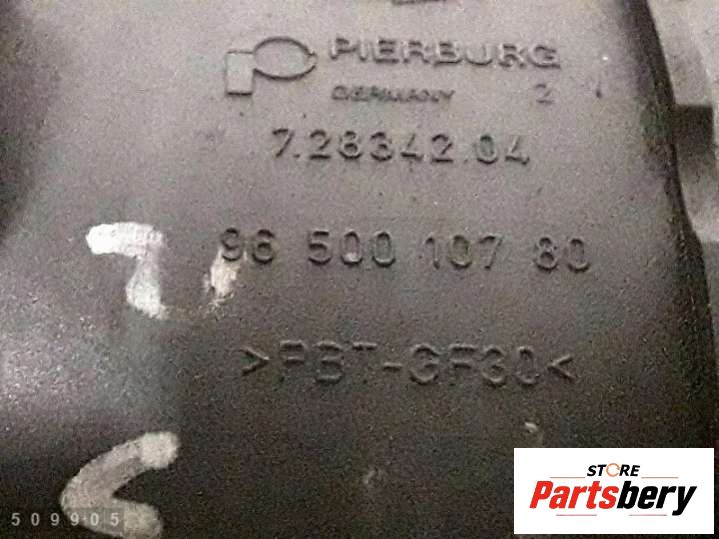 PIERBURG
GERMANY 2
7.28342.04
96 500 107 80
>PBT-GF30<
STORE
Partsbery
509905